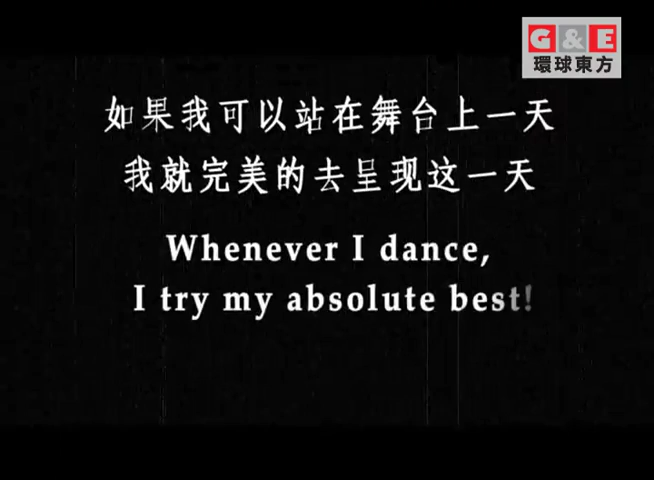 G&E
環球東方
如果我可以站在舞台上一天
我就完美的去呈现这一天
Whenever I dance,
I try my absolute best!